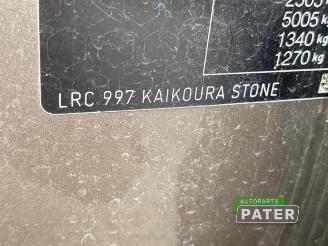 5005 kg
1340 kg
1270 kg
LRC 997 KAIKOURA STONE
AUTOPARTS
PATER